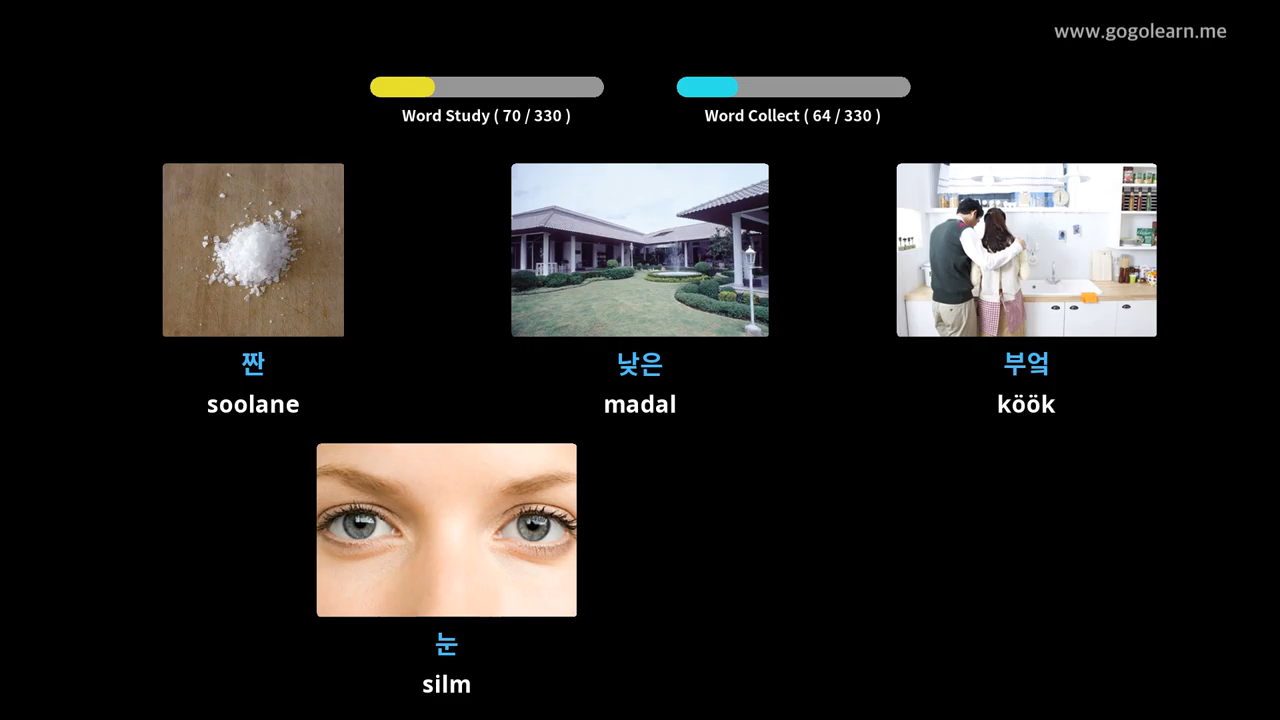 www.gogolearn.me
Word Study ( 70 / 330 )
Word Collect ( 64 / 330 )
짠
낮은
부엌
soolane
madal
köök
눈
silm